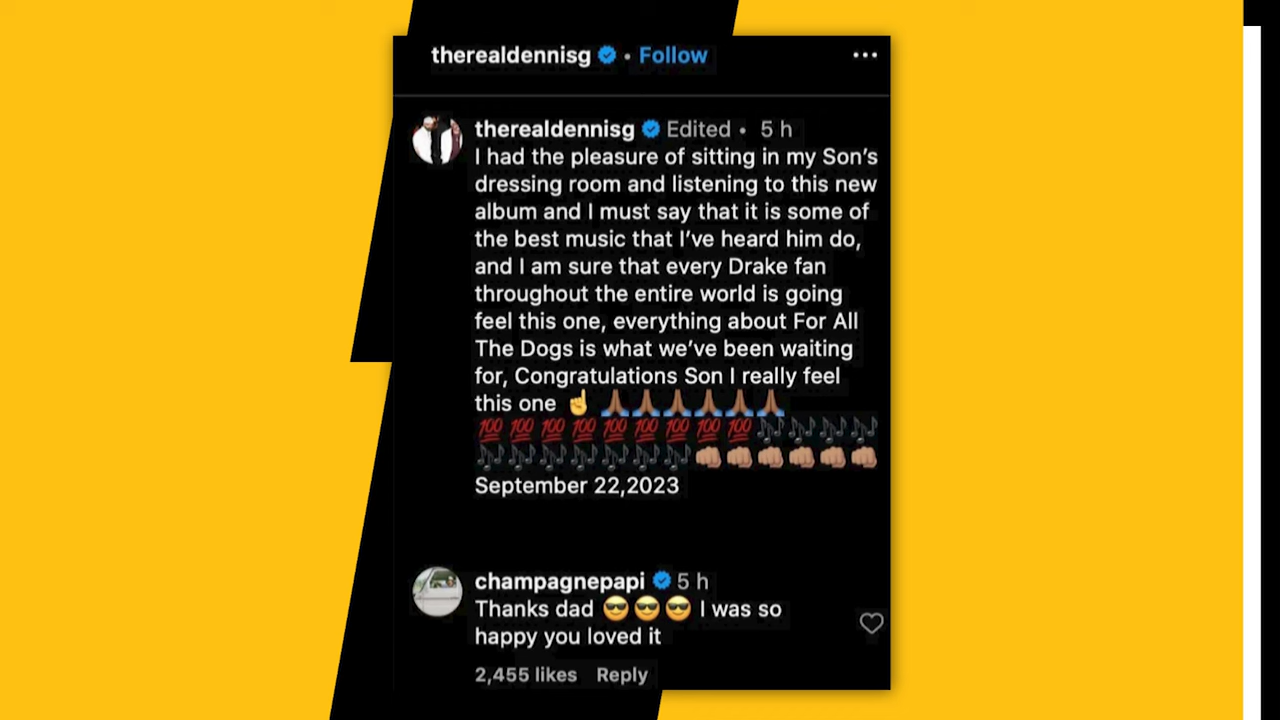 therealdennisg • Follow
therealdennisg Edited • 5 h
I had the pleasure of sitting in my Son's
dressing room and listening to this new
album and I must say that it is some of
the best music that I've heard him do,
and I am sure that every Drake fan
throughout the entire world is going
feel this one, everything about For All
The Dogs is what we've been waiting
for, Congratulations Son I really feel
this one ☝️ 🙏🏾🙏🏾🙏🏾🙏🏾🙏🏾🙏🏾
💯💯💯💯💯💯💯💯💯🎶🎶🎶🎶
🎶🎶🎶🎶🎶🎶🎶👊🏽👊🏽👊🏽👊🏽👊🏽👊🏽
September 22,2023
champagnepapi 5 h
Thanks dad 😎😎😎 I was so
happy you loved it
2,455 likes Reply